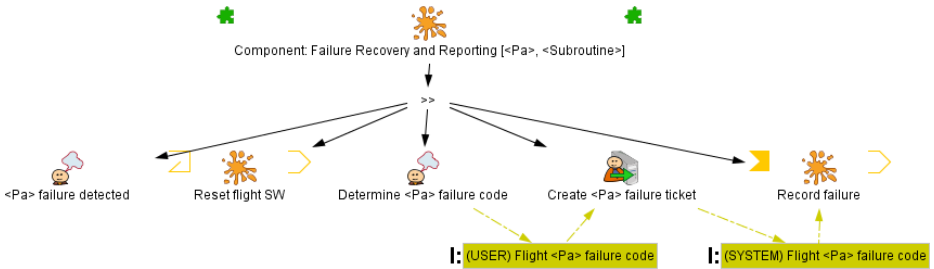 Component: Failure Recovery and Reporting [<Pa>, <Subroutine>]
>>
<Pa> failure detected
Reset flight SW
Determine <Pa> failure code
Create <Pa> failure ticket
Record failure
I: (USER) Flight <Pa> failure code
I: (SYSTEM) Flight <Pa> failure code